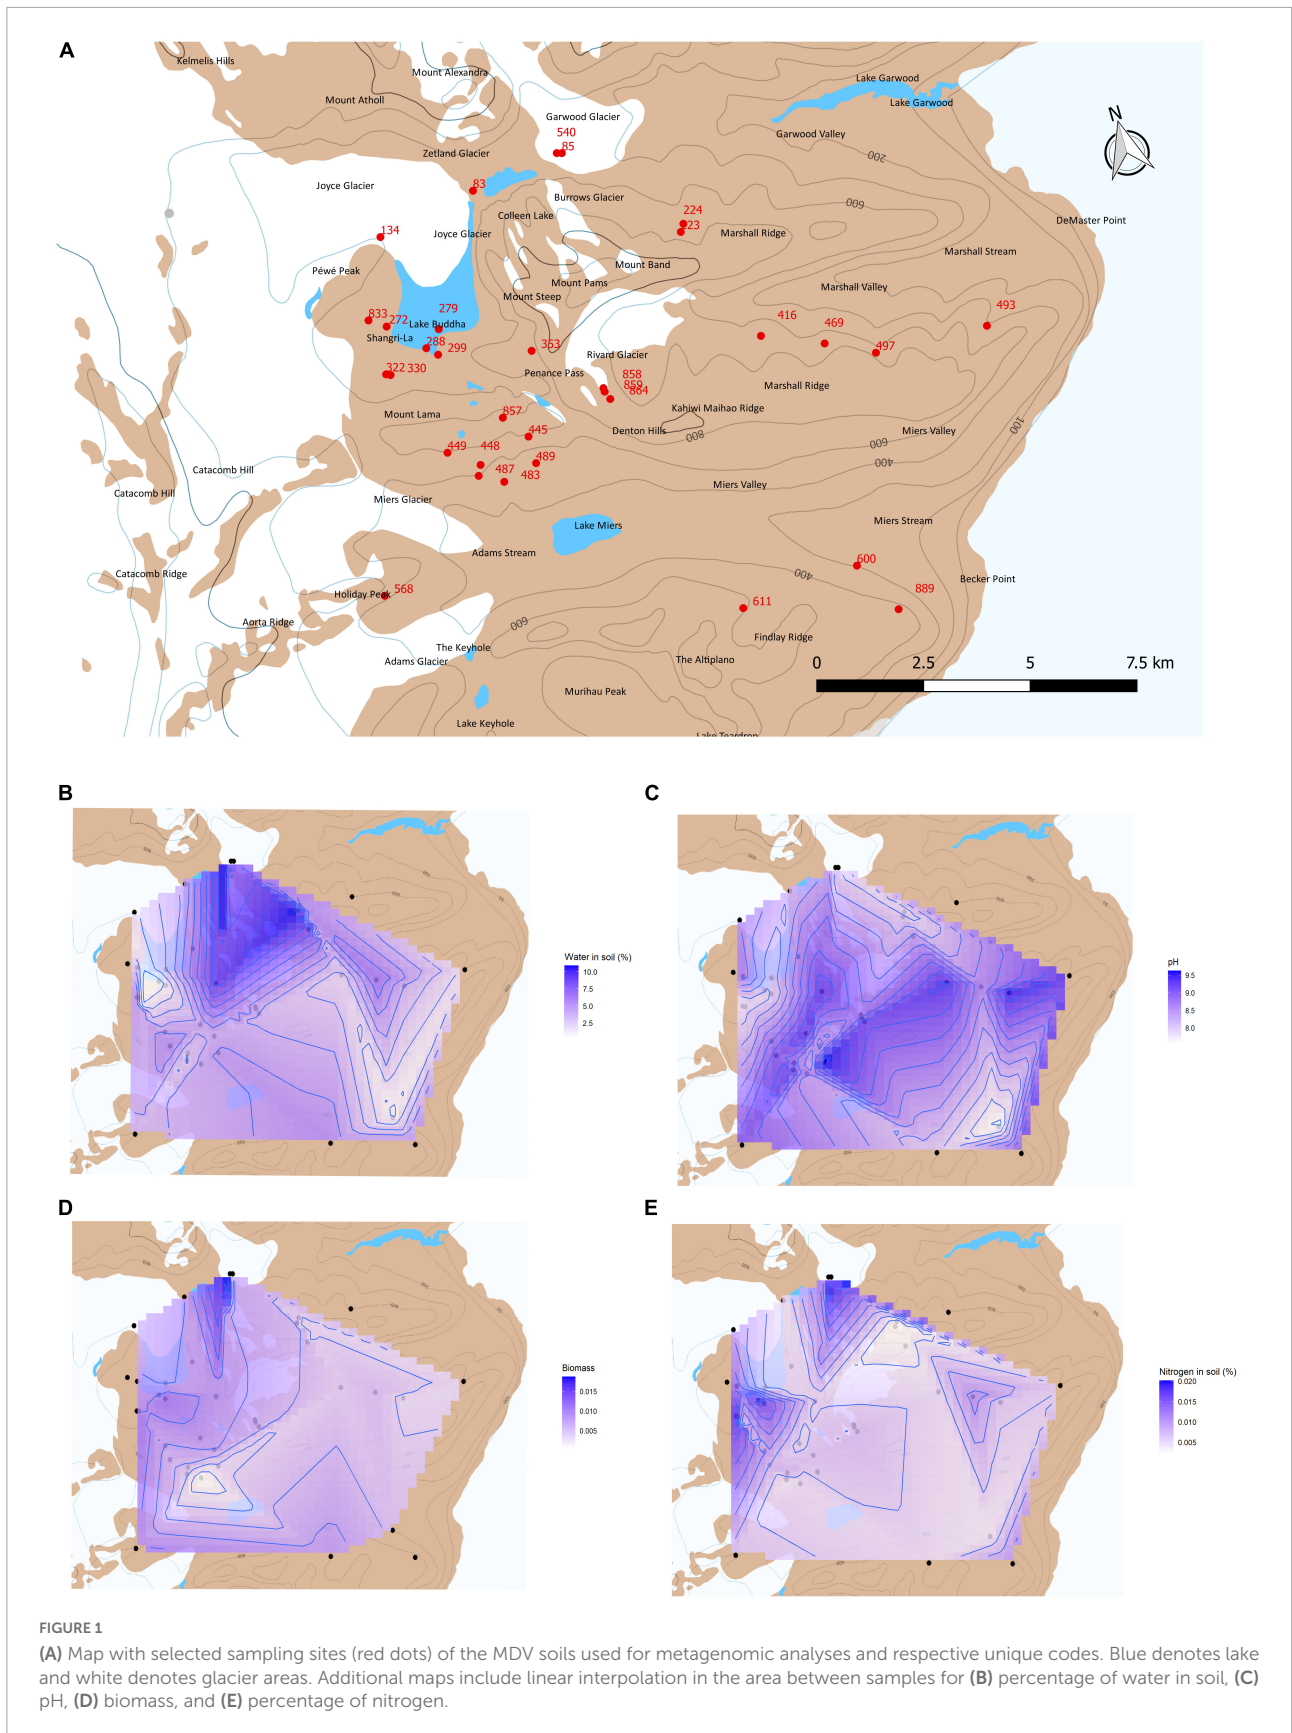 A
Kelmelis Hills
Mount Alexandra
Mount Atholl
Lake Garwood
Lake Garwood
Garwood Glacier
540
85
Garwood Valley
200
Zetland Glacier
Joyce Glacier
83
Burrows Glacier
600
Colleen Lake
224
23
DeMaster Point
134
Joyce Glacier
Marshall Ridge
Marshall Stream
Péwé Peak
Mount Band
Mount Pams
Marshall Valley
Mount Steep
279
493
833
272
Lake Buddha
416
469
Shangri-La
288
299
353
497
Rivard Glacier
322
330
Penance Pass
858
859
864
Marshall Ridge
Mount Lama
857
Kahiwi Maihao Ridge
100
445
Denton Hills
800
600
Miers Valley
449
448
489
400
Catacomb Hill
487
483
Miers Valley
Catacomb Hill
Miers Glacier
Lake Miers
Miers Stream
Adams Stream
600
Catacomb Ridge
400
Becker Point
Holiday Peak
568
889
611
Aorta Ridge
600
Findlay Ridge
The Keyhole
Adams Glacier
The Altiplano
0
2.5
5
7.5 km
Murihau Peak
Lake Keyhole
Lake Teardrop
N
B
C
Water in soil (%)
10.0
7.5
5.0
2.5
pH
9.5
9.0
8.5
8.0
D
E
Biomass
0.015
0.010
0.005
Nitrogen in soil (%)
0.020
0.015
0.010
0.005
FIGURE 1
(A) Map with selected sampling sites (red dots) of the MDV soils used for metagenomic analyses and respective unique codes. Blue denotes lake
and white denotes glacier areas. Additional maps include linear interpolation in the area between samples for (B) percentage of water in soil, (C)
pH, (D) biomass, and (E) percentage of nitrogen.